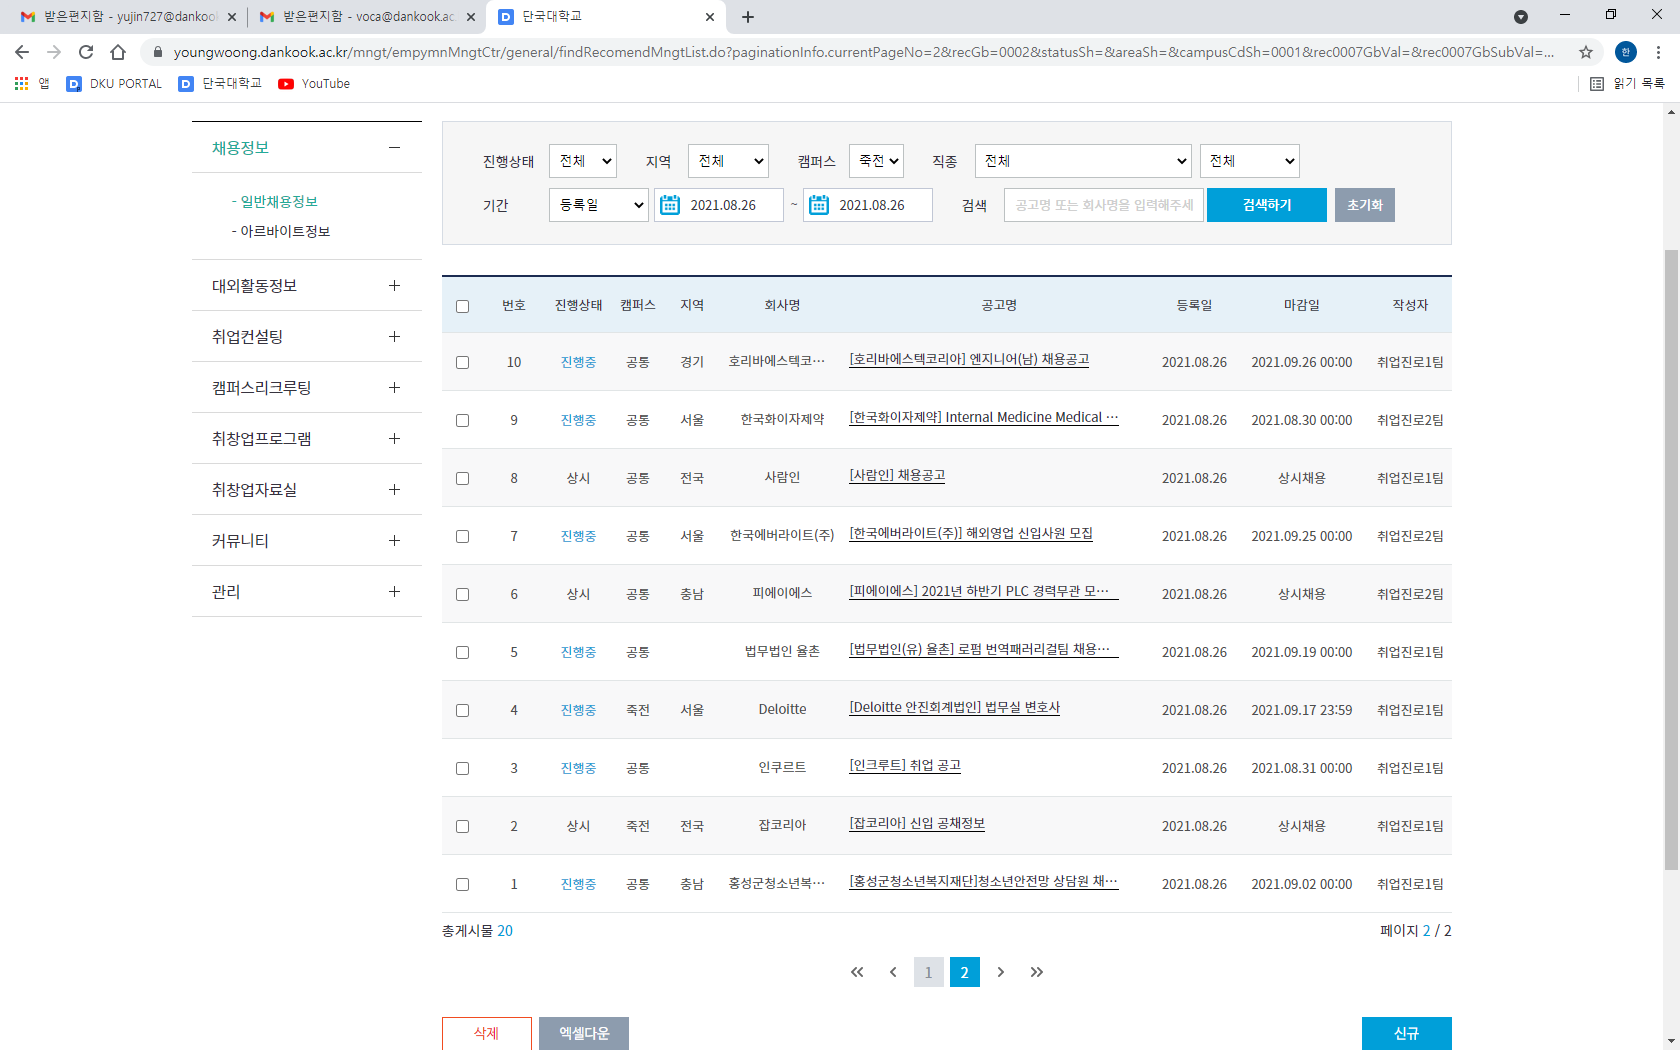 받은편지함 - yujin727@dankook
받은편지함 - voca@dankook.ac.
단국대학교
youngwoong.dankook.ac.kr/mngt/empymnMngtCtr/general/findRecomendMngtList.do?paginationInfo.currentPageNo=2&recGb=0002&statusSh=&areaSh=&campusCdSh=0001&rec0007GbVal=&rec0007GbSubVal=...
한
앱 DKU PORTAL 단국대학교 YouTube 읽기 목록
채용정보
- 일반채용정보
- 아르바이트정보
대외활동정보
취업컨설팅
캠퍼스리크루팅
취창업프로그램
취창업자료실
커뮤니티
관리
진행상태 전체 지역 전체 캠퍼스 죽전 직종 전체 전체
기간 등록일 2021.08.26 ~ 2021.08.26 검색 공고명 또는 회사명을 입력해주세 검색하기 초기화
번호 진행상태 캠퍼스 지역 회사명 공고명 등록일 마감일 작성자
10 진행중 공통 경기 호리바에스텍코… [호리바에스텍코리아] 엔지니어(남) 채용공고 2021.08.26 2021.09.26 00:00 취업진로1팀
9 진행중 공통 서울 한국화이자제약 [한국화이자제약] Internal Medicine Medical … 2021.08.26 2021.08.30 00:00 취업진로2팀
8 상시 공통 전국 사람인 [사람인] 채용공고 2021.08.26 상시채용 취업진로1팀
7 진행중 공통 서울 한국에버라이트(주) [한국에버라이트(주)] 해외영업 신입사원 모집 2021.08.26 2021.09.25 00:00 취업진로2팀
6 상시 공통 충남 피에이에스 [피에이에스] 2021년 하반기 PLC 경력무관 모… 2021.08.26 상시채용 취업진로2팀
5 진행중 공통 법무법인 율촌 [법무법인(유) 율촌] 로펌 번역패러리걸팀 채용… 2021.08.26 2021.09.19 00:00 취업진로1팀
4 진행중 죽전 서울 Deloitte [Deloitte 안진회계법인] 법무실 변호사 2021.08.26 2021.09.17 23:59 취업진로1팀
3 진행중 공통 인쿠르트 [인크루트] 취업 공고 2021.08.26 2021.08.31 00:00 취업진로1팀
2 상시 죽전 전국 잡코리아 [잡코리아] 신입 공채정보 2021.08.26 상시채용 취업진로1팀
1 진행중 공통 충남 홍성군청소년복… [홍성군청소년복지재단]청소년안전망 상담원 채… 2021.08.26 2021.09.02 00:00 취업진로1팀
총게시물 20 페이지 2 / 2
1 2
삭제 엑셀다운 신규